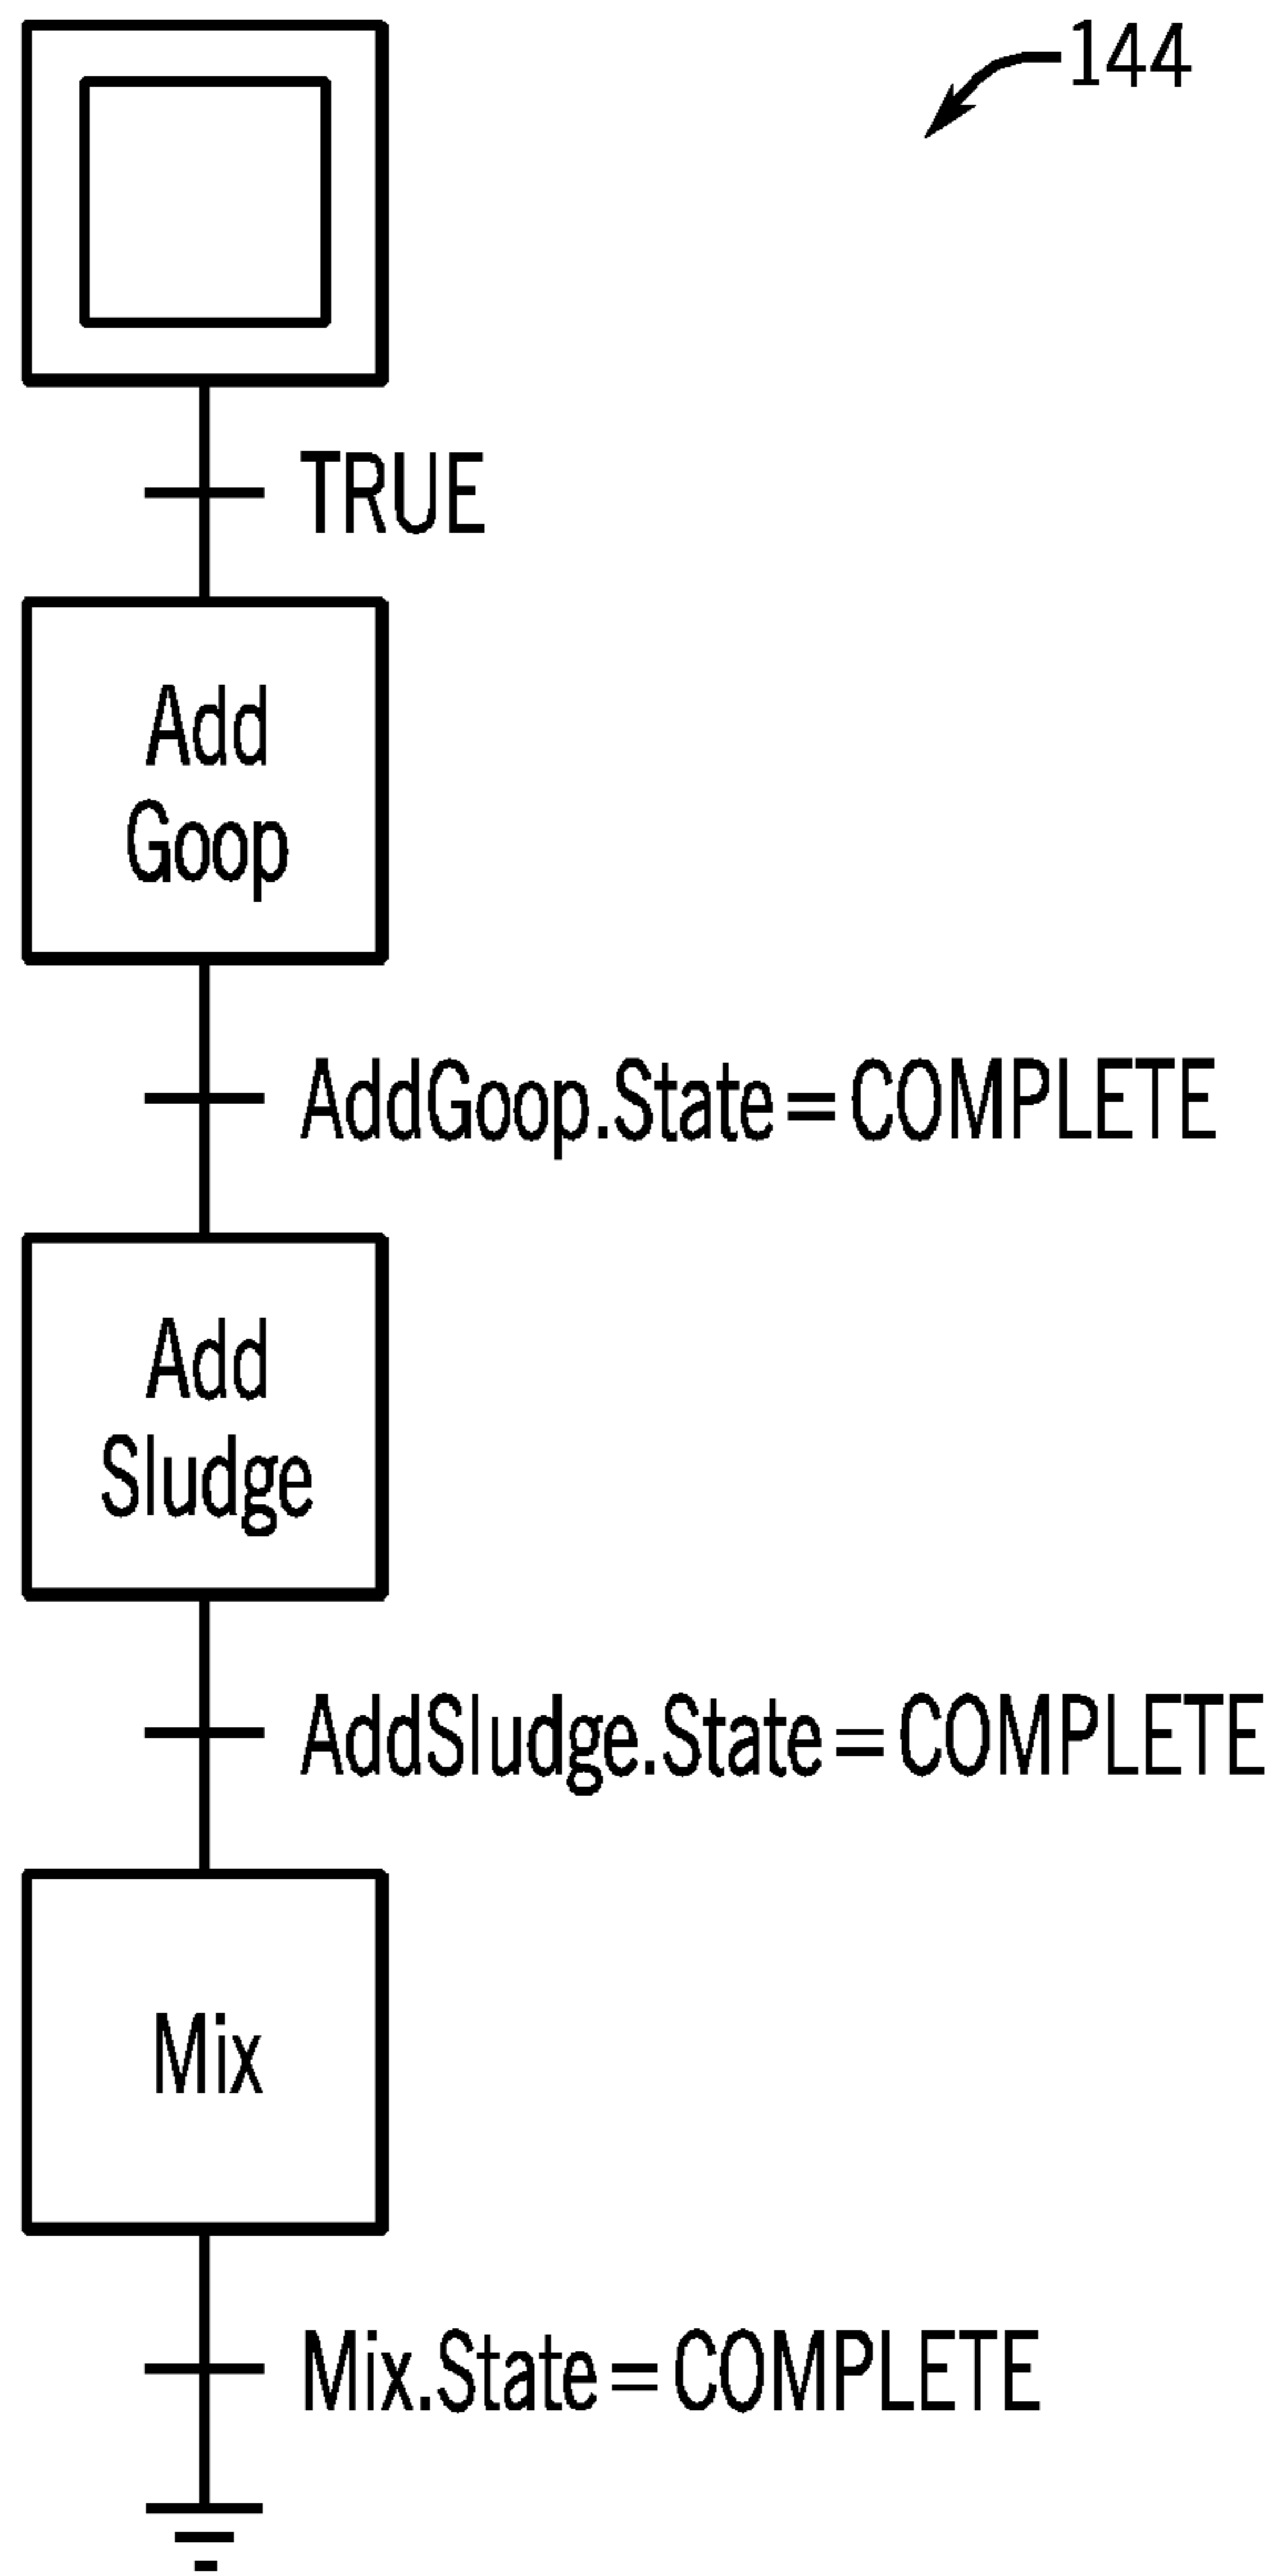 144
TRUE
Add
Goop
AddGoop.State=COMPLETE
Add
Sludge
AddSludge.State=COMPLETE
Mix
Mix.State=COMPLETE